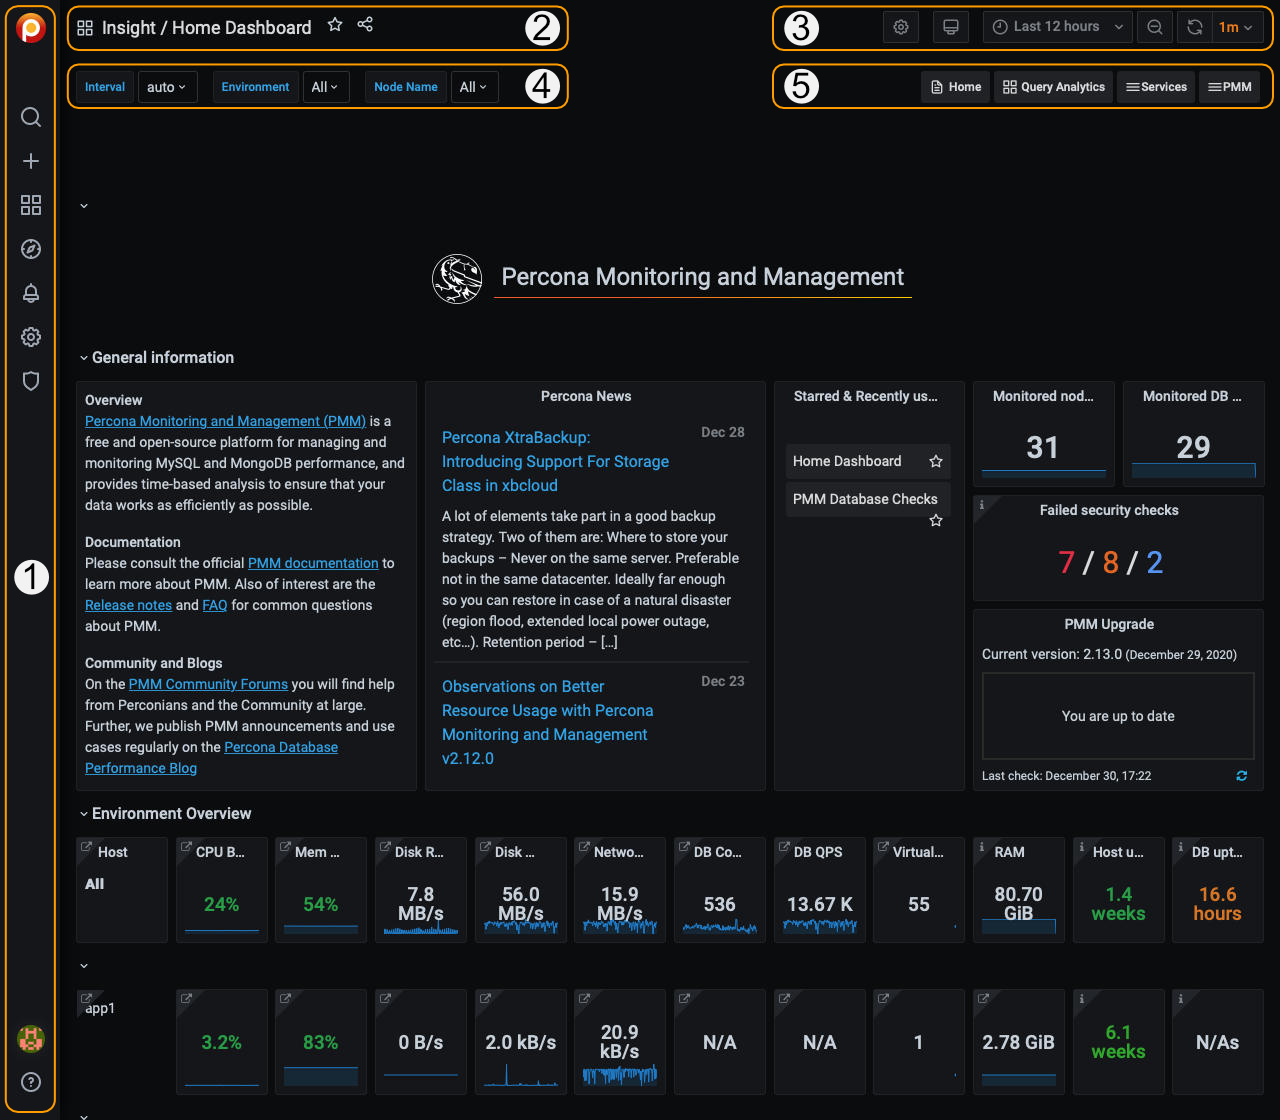 Insight / Home Dashboard
2
3
Last 12 hours
1m
Interval
auto
Environment
All
Node Name
All
4
5
Home
Query Analytics
Services
PMM
1
Percona Monitoring and Management
General information
Overview
Percona Monitoring and Management (PMM) is a
free and open-source platform for managing and
monitoring MySQL and MongoDB performance, and
provides time-based analysis to ensure that your
data works as efficiently as possible.
Documentation
Please consult the official PMM documentation to
learn more about PMM. Also of interest are the
Release notes and FAQ for common questions
about PMM.
Community and Blogs
On the PMM Community Forums you will find help
from Perconians and the Community at large.
Further, we publish PMM announcements and use
cases regularly on the Percona Database
Performance Blog
Percona News
Dec 28
Percona XtraBackup:
Introducing Support For Storage
Class in xbcloud
A lot of elements take part in a good backup
strategy. Two of them are: Where to store your
backups – Never on the same server. Preferable
not in the same datacenter. Ideally far enough
so you can restore in case of a natural disaster
(region flood, extended local power outage,
etc…). Retention period – […]
Dec 23
Observations on Better
Resource Usage with Percona
Monitoring and Management
v2.12.0
Starred & Recently us...
Home Dashboard
PMM Database Checks
Monitored nod...
31
Monitored DB ...
29
Failed security checks
7 / 8 / 2
PMM Upgrade
Current version: 2.13.0 (December 29, 2020)
You are up to date
Last check: December 30, 17:22
Environment Overview
Host
All
CPU B...
24%
Mem ...
54%
Disk R...
7.8
MB/s
Disk ...
56.0
MB/s
Netwo...
15.9
MB/s
DB Co...
536
DB QPS
13.67 K
Virtual...
55
RAM
80.70
GiB
Host u...
1.4
weeks
DB upt...
16.6
hours
app1
3.2%
83%
0 B/s
2.0 kB/s
20.9
kB/s
N/A
N/A
1
2.78 GiB
6.1
weeks
N/As